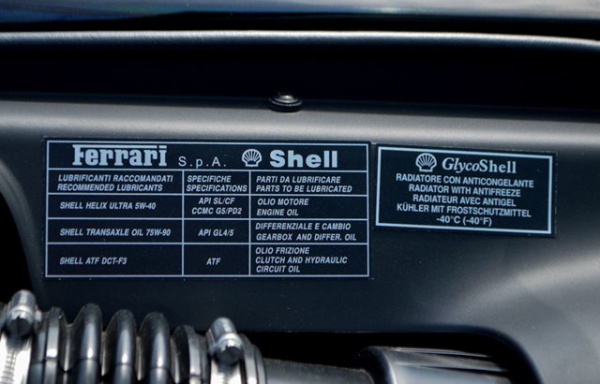 Ferrari S.p.A. Shell
LUBRIFICANTI RACCOMANDATI
RECOMMENDED LUBRICANTS
SPECIFICHE
SPECIFICATIONS
PARTI DA LUBRIFICARE
PARTS TO BE LUBRICATED
SHELL HELIX ULTRA 5W-40
API SL/CF
CCMC G5/PD2
OLIO MOTORE
ENGINE OIL
SHELL TRANSAXLE OIL 75W-90
API GL4/5
DIFFERENZIALE E CAMBIO
GEARBOX AND DIFFER. OIL
SHELL ATF DCT-F3
ATF
OLIO FRIZIONE
CLUTCH AND HYDRAULIC
CIRCUIT OIL
GlycoShell
RADIATORE CON ANTICONGELANTE
RADIATOR WITH ANTIFREEZE
RADIATEUR AVEC ANTIGEL
KÜHLER MIT FROSTSCHUTZMITTEL
-40°C (-40°F)